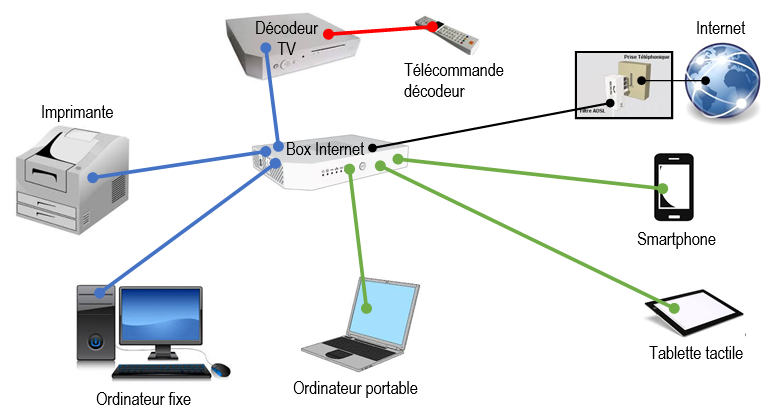 Décodeur
TV
Télécommande
décodeur
Internet
Prise Téléphonique
Filtre ADSL
Imprimante
Box Internet
Smartphone
Tablette tactile
Ordinateur portable
Ordinateur fixe